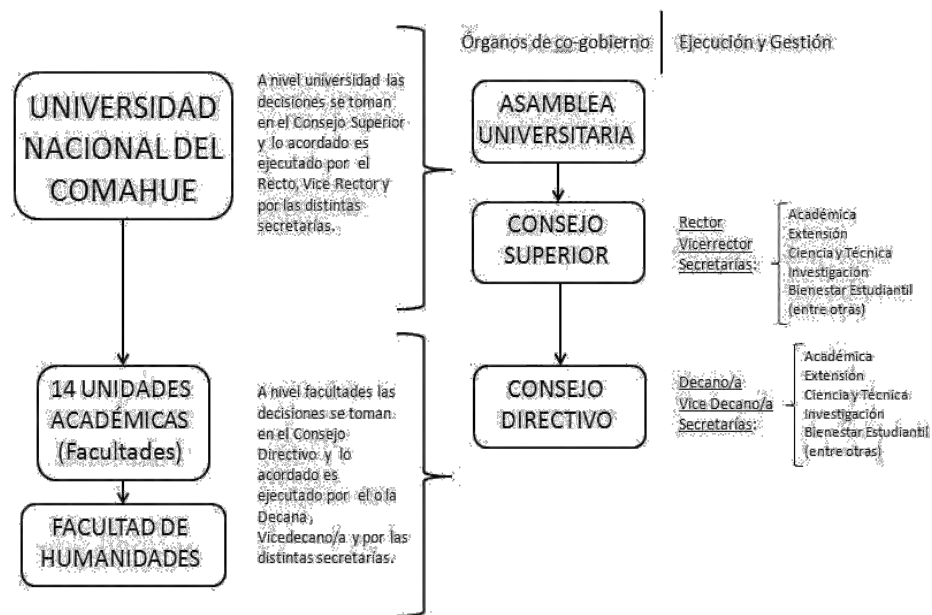 Órganos de co-gobierno
Ejecución y Gestión
UNIVERSIDAD
NACIONAL DEL
COMAHUE
A nivel universidad las
decisiones se toman
en el Consejo Superior
y lo acordado es
ejecutado por el
Recto, Vice Rector y
por las distintas
secretarías.
ASAMBLEA
UNIVERSITARIA
CONSEJO
SUPERIOR
Rector
Vicerrector
Secretarías:
Académica
Extensión
Ciencia y Técnica
Investigación
Bienestar Estudiantil
(entre otras)
14 UNIDADES
ACADÉMICAS
(Facultades)
A nivel facultades las
decisiones se toman
en el Consejo
Directivo y lo
acordado es
ejecutado por el o la
Decana,
Vicedecano/a y por las
distintas secretarías.
CONSEJO
DIRECTIVO
Decano/a
Vice Decano/a
Secretarías:
Académica
Extensión
Ciencia y Técnica
Investigación
Bienestar Estudiantil
(entre otras)
FACULTAD DE
HUMANIDADES